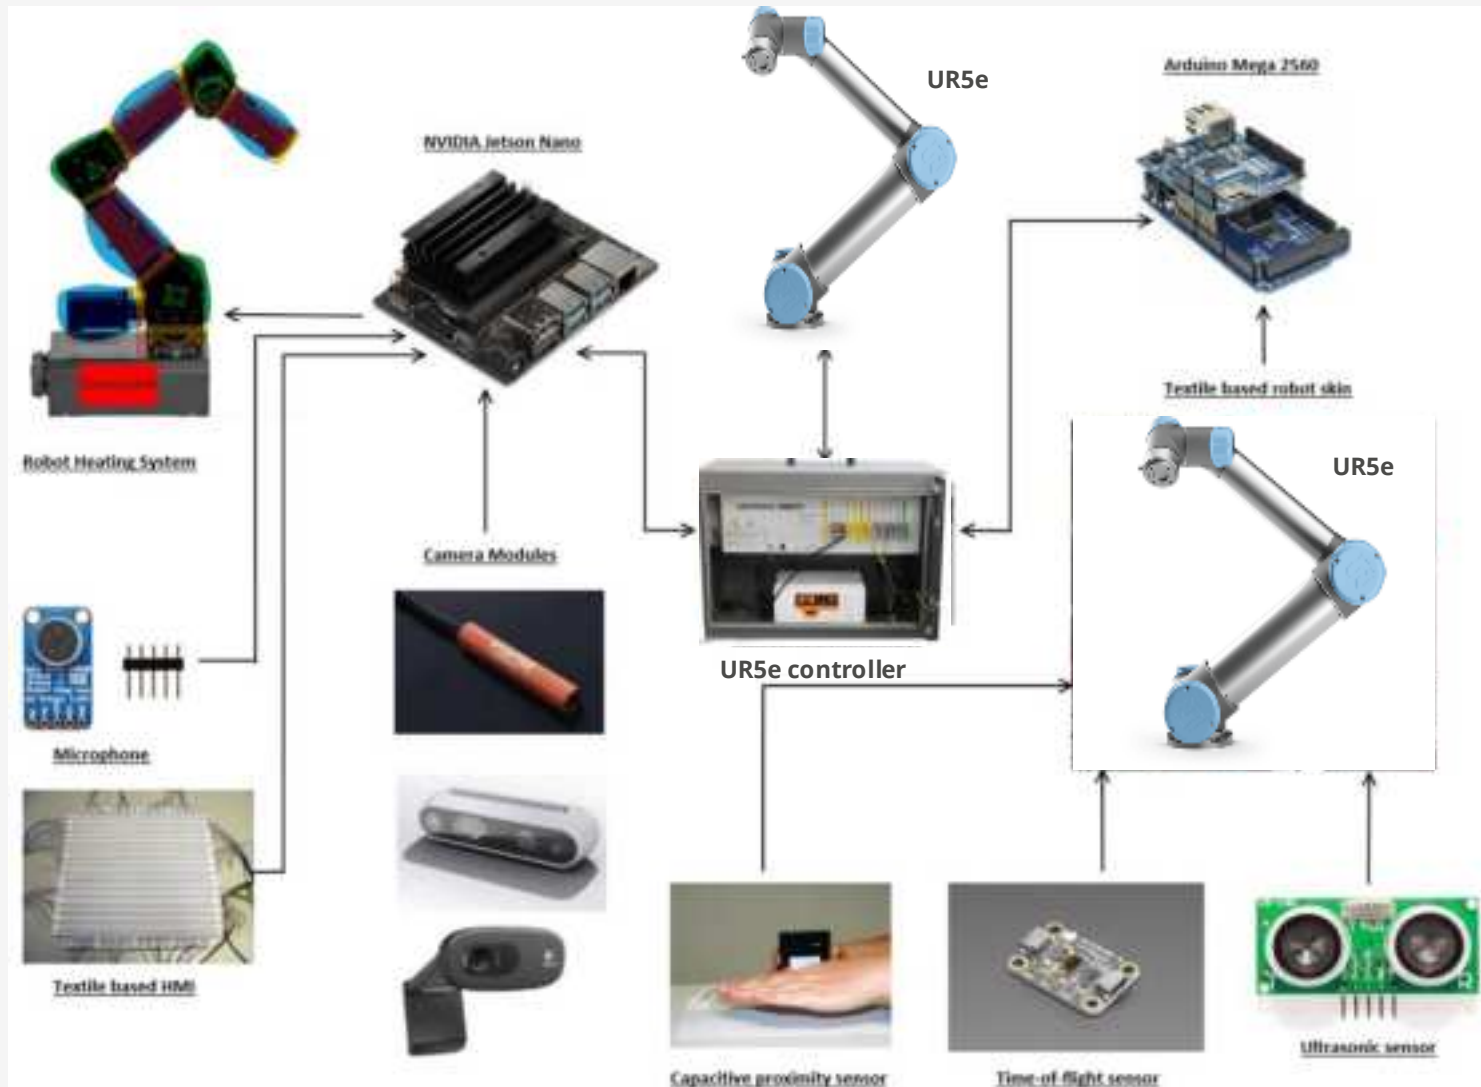 UR5e
Arduino Mega 2560
NVIDIA Jetson Nano
Textile based robot skin
Robot Heating System
UR5e
Camera Modules
UR5e controller
Microphone
Textile based HMI
Ultrasonic sensor
Capacitive proximity sensor
Time-of-flight sensor